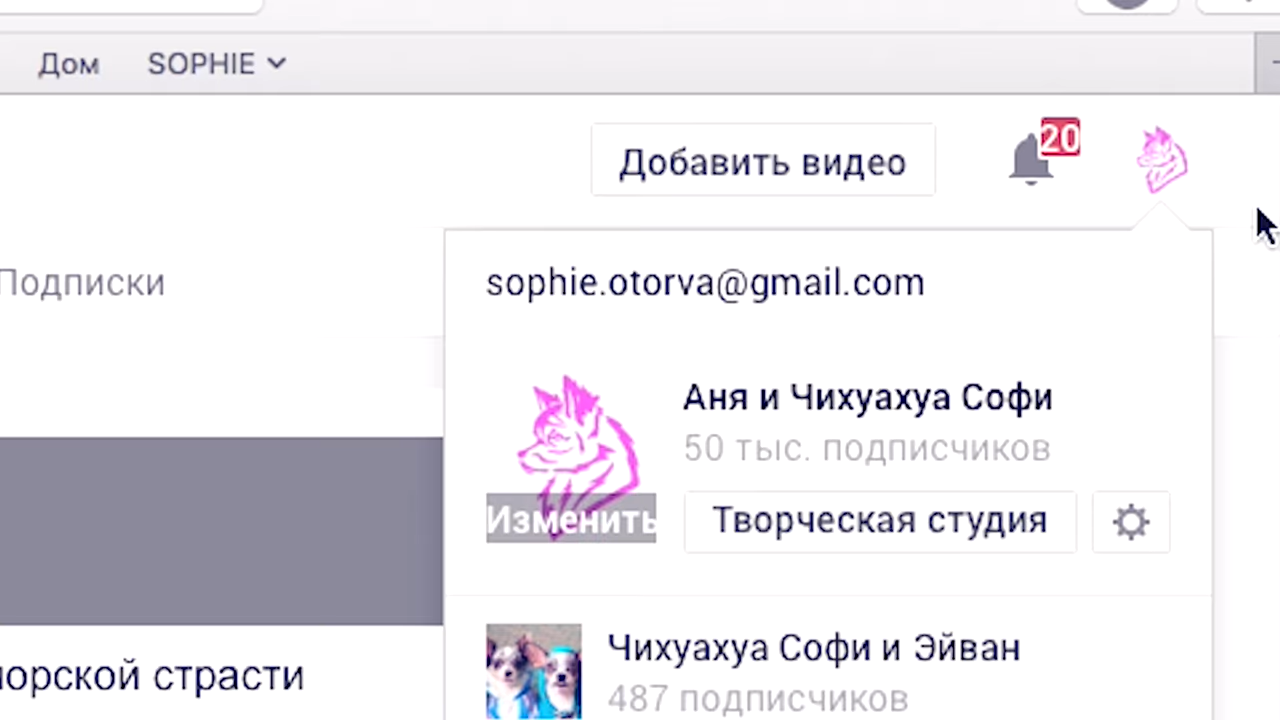 Дом SOPHIE
Добавить видео 20
Подписки
sophie.otorva@gmail.com
Аня и Чихуахуа Софи
50 тыс. подписчиков
Изменить Творческая студия
страсти
Чихуахуа Софи и Эйван
487 подписчиков